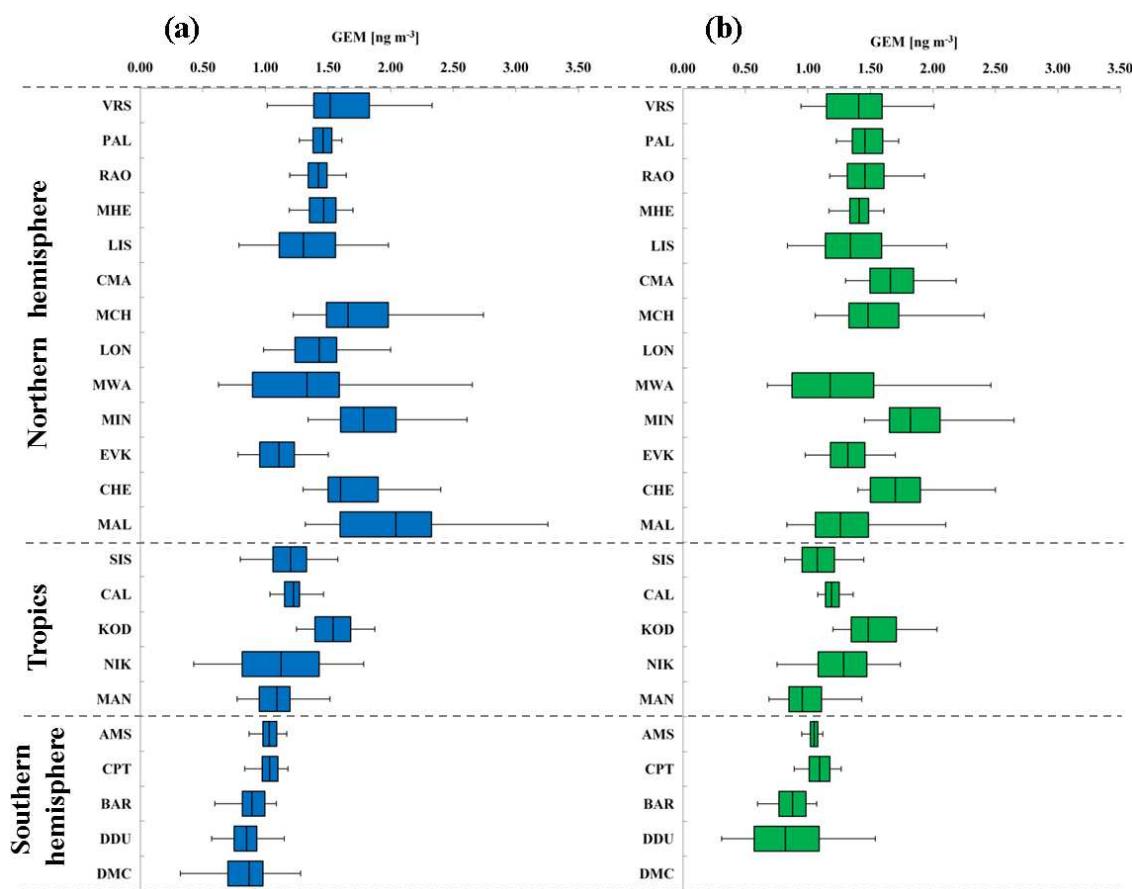 (a)
GEM [ng m⁻³]
0.00 0.50 1.00 1.50 2.00 2.50 3.00 3.50
(b)
GEM [ng m⁻³]
0.00 0.50 1.00 1.50 2.00 2.50 3.00 3.50
Northern hemisphere
VRS
PAL
RAO
MHE
LIS
CMA
MCH
LON
MWA
MIN
EVK
CHE
MAL
Tropics
SIS
CAL
KOD
NIK
MAN
Southern
hemisphere
AMS
CPT
BAR
DDU
DMC
VRS
PAL
RAO
MHE
LIS
CMA
MCH
LON
MWA
MIN
EVK
CHE
MAL
SIS
CAL
KOD
NIK
MAN
AMS
CPT
BAR
DDU
DMC